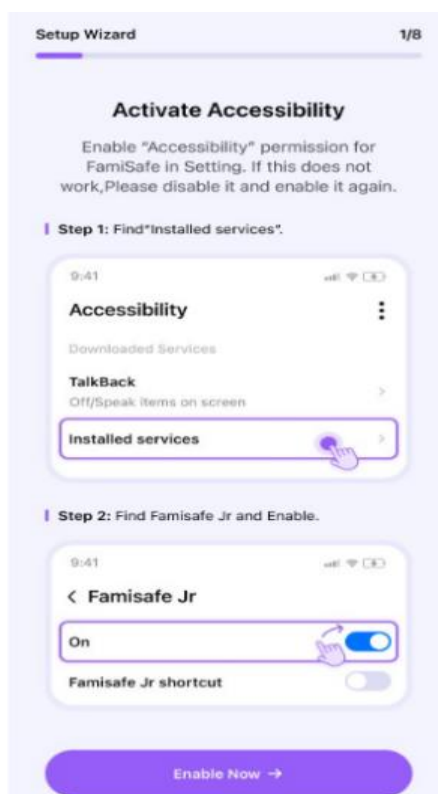 Setup Wizard 1/8
Activate Accessibility
Enable "Accessibility" permission for
FamiSafe in Setting. If this does not
work,Please disable it and enable it again.
Step 1: Find"Installed services".
9:41
Accessibility
Downloaded Services
TalkBack
Off/Speak items on screen
Installed services
Step 2: Find Famisafe Jr and Enable.
9:41
Famisafe Jr
On
Famisafe Jr shortcut
Enable Now →